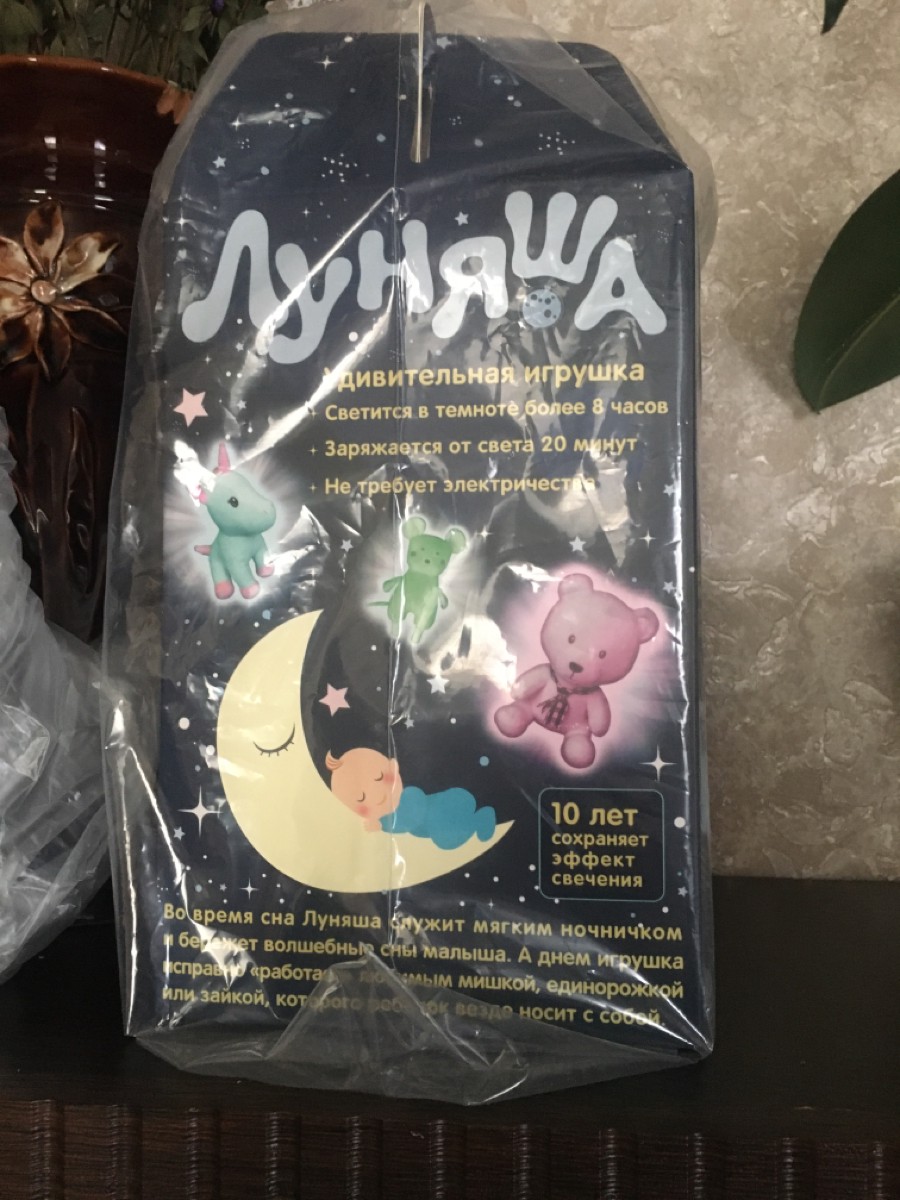 Луняша
Удивительная игрушка
Светится в темноте более 8 часов
Заряжается от света 20 минут
Не требует электричества
10 лет
сохраняет
эффект
свечения
Во время сна Луняша служит мягким ночничком
и бережет волшебные сны малыша. А днем игрушка
исправно «работает» любимым мишкой, единорожкой
или зайкой, которого ребенок везде носит с собой.